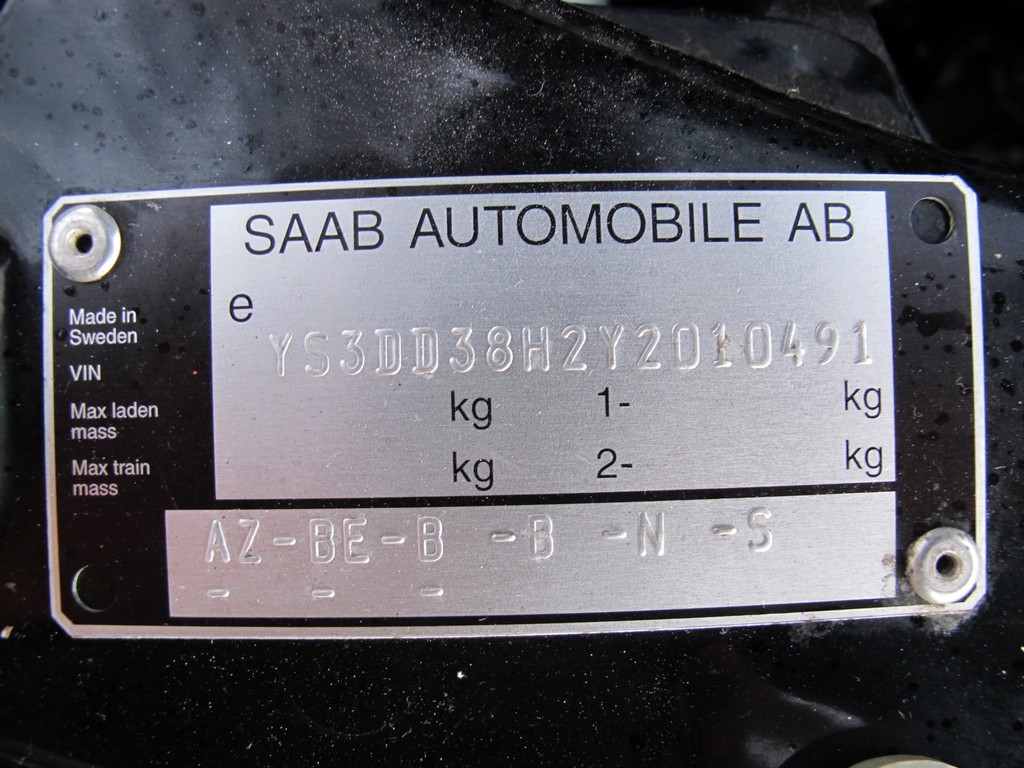 SAAB AUTOMOBILE AB
e
Made in
Sweden
VIN YS3DD38H2Y2010491
Max laden
mass kg 1- kg
Max train
mass kg 2- kg
AZ-BE-B -B -N -S
- - -